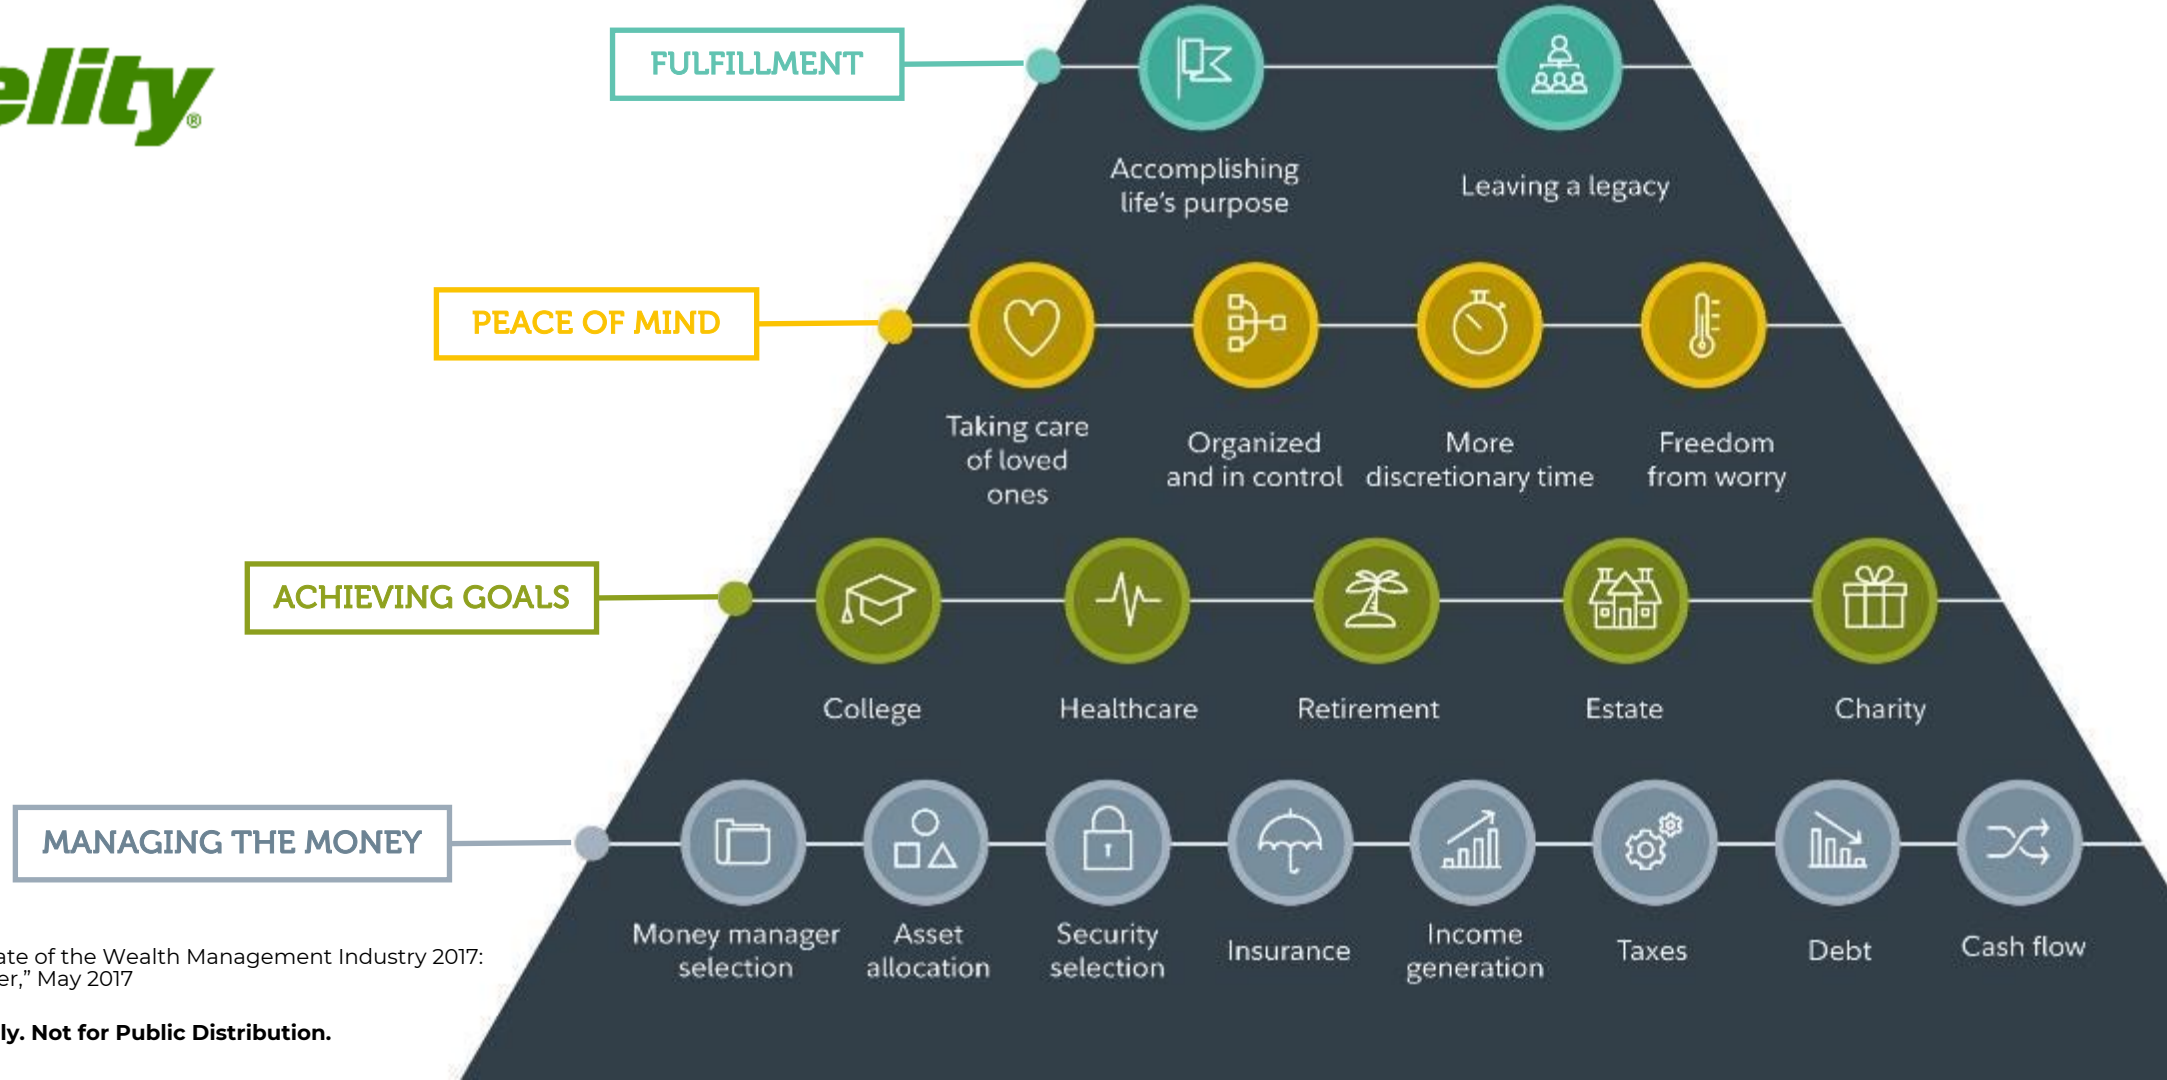 elity®
FULFILLMENT
Accomplishing
life's purpose
Leaving a legacy
PEACE OF MIND
Taking care
of loved
ones
Organized
and in control
More
discretionary time
Freedom
from worry
ACHIEVING GOALS
College
Healthcare
Retirement
Estate
Charity
MANAGING THE MONEY
Money manager
selection
Asset
allocation
Security
selection
Insurance
Income
generation
Taxes
Debt
Cash flow
ate of the Wealth Management Industry 2017:
er,” May 2017
ly. Not for Public Distribution.